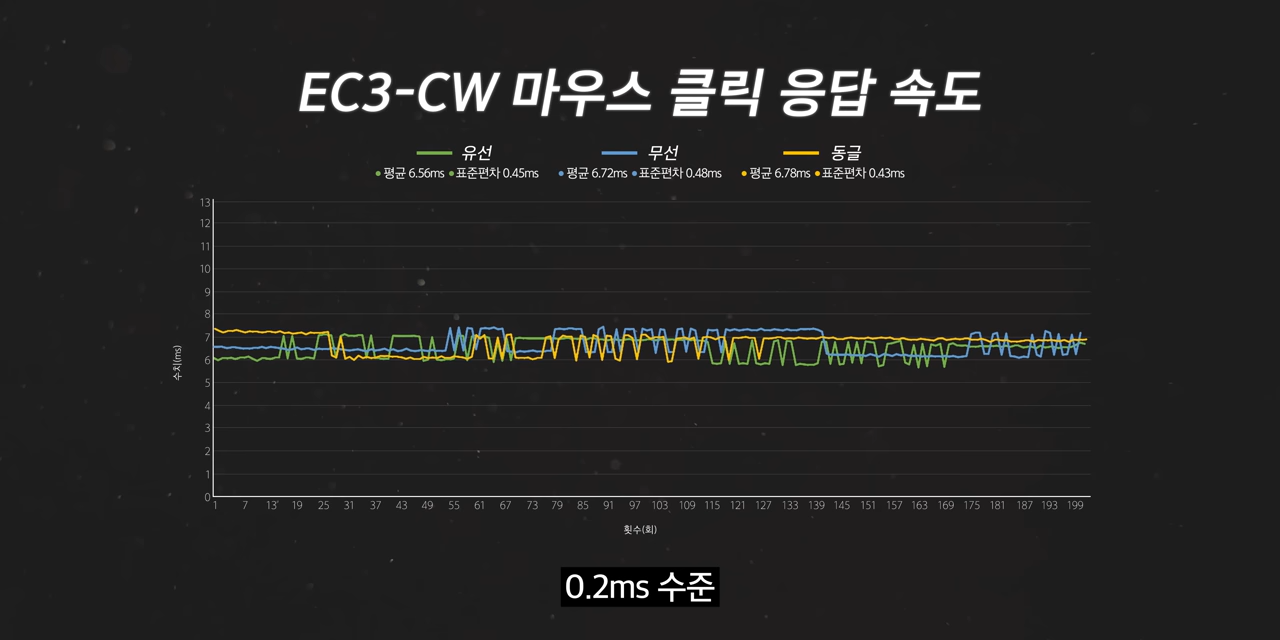 EC3-CW 마우스 클릭 응답 속도
유선 무선 동글
평균 6.56ms 표준편차 0.45ms 평균 6.72ms 표준편차 0.48ms 평균 6.78ms 표준편차 0.43ms
13
12
11
10
9
8
7
6
5
4
3
2
1
0
수치(ms)
1 7 13 19 25 31 37 43 49 55 61 67 73 79 85 91 97 103 109 115 121 127 133 139 145 151 157 163 169 175 181 187 193 199
횟수(회)
0.2ms 수준